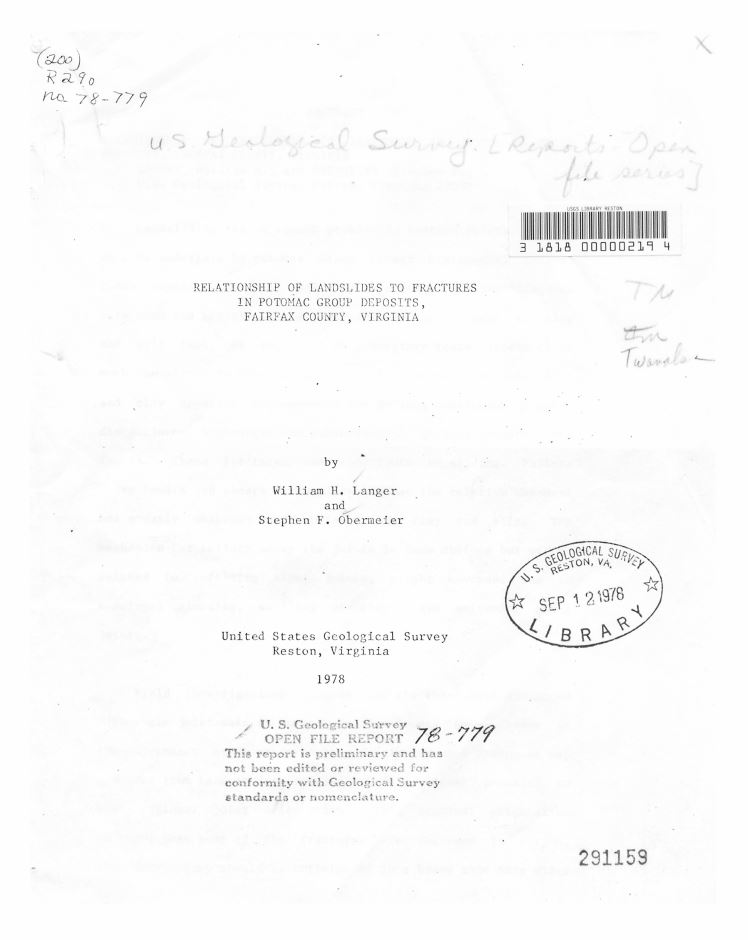 (200)
R290
no. 78-779
U.S. Geological Survey. [Reports - Open
file series]
USGS LIBRARY RESTON
3 1818 00000219 4
RELATIONSHIP OF LANDSLIDES TO FRACTURES
IN POTOMAC GROUP DEPOSITS,
FAIRFAX COUNTY, VIRGINIA
TM
by
William H. Langer
and
Stephen F. Obermeier
U. S. GEOLOGICAL SURVEY
RESTON, VA.
SEP 12 1978
LIBRARY
United States Geological Survey
Reston, Virginia
1978
U. S. Geological Survey
OPEN FILE REPORT 78-779
This report is preliminary and has
not been edited or reviewed for
conformity with Geological Survey
standards or nomenclature.
291159